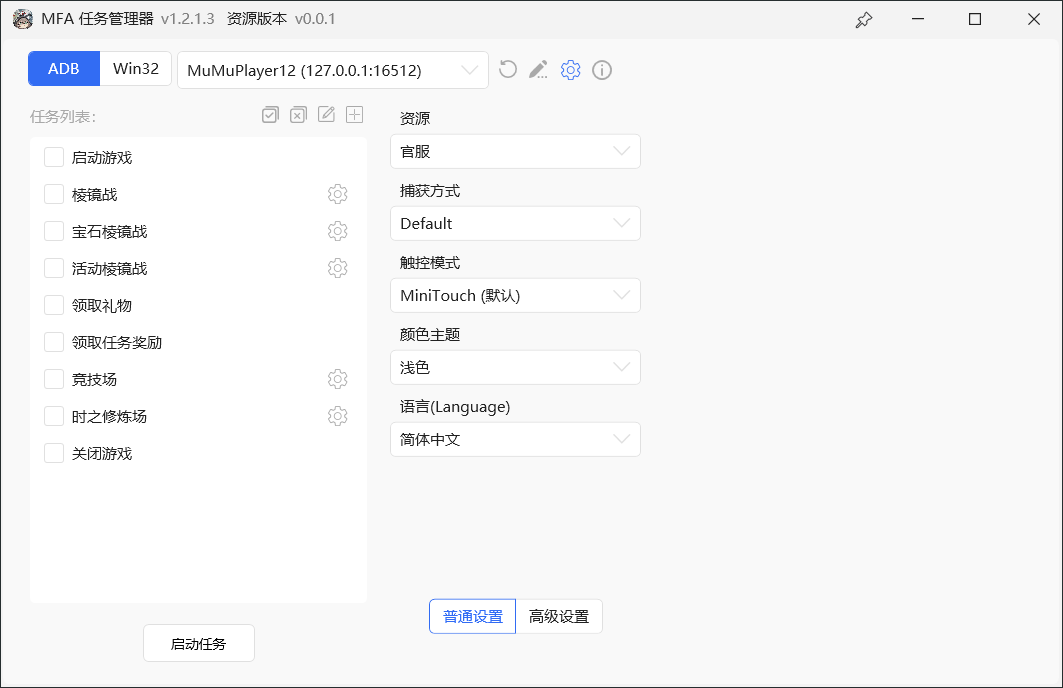 MFA 任务管理器 v1.2.1.3 资源版本 v0.0.1
ADB Win32 MuMuPlayer12 (127.0.0.1:16512)
任务列表:
启动游戏
棱镜战
宝石棱镜战
活动棱镜战
领取礼物
领取任务奖励
竞技场
时之修炼场
关闭游戏
启动任务
资源
官服
捕获方式
Default
触控模式
MiniTouch (默认)
颜色主题
浅色
语言(Language)
简体中文
普通设置 高级设置